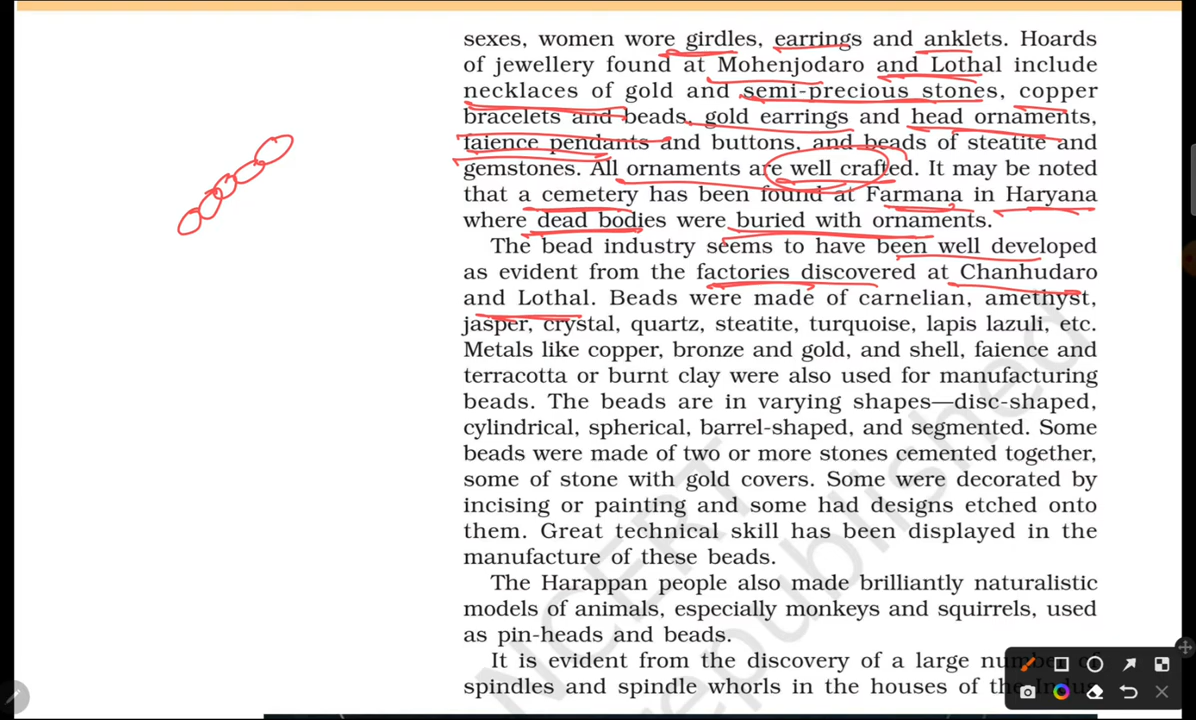 sexes, women wore girdles, earrings and anklets. Hoards
of jewellery found at Mohenjodaro and Lothal include
necklaces of gold and semi-precious stones, copper
bracelets and beads, gold earrings and head ornaments,
faience pendants and buttons, and beads of steatite and
gemstones. All ornaments are well crafted. It may be noted
that a cemetery has been found at Farmana in Haryana
where dead bodies were buried with ornaments.
The bead industry seems to have been well developed
as evident from the factories discovered at Chanhudaro
and Lothal. Beads were made of carnelian, amethyst,
jasper, crystal, quartz, steatite, turquoise, lapis lazuli, etc.
Metals like copper, bronze and gold, and shell, faience and
terracotta or burnt clay were also used for manufacturing
beads. The beads are in varying shapes—disc-shaped,
cylindrical, spherical, barrel-shaped, and segmented. Some
beads were made of two or more stones cemented together,
some of stone with gold covers. Some were decorated by
incising or painting and some had designs etched onto
them. Great technical skill has been displayed in the
manufacture of these beads.
The Harappan people also made brilliantly naturalistic
models of animals, especially monkeys and squirrels, used
as pin-heads and beads.
It is evident from the discovery of a large number of
spindles and spindle whorls in the houses of the Indus
NCERT
republished